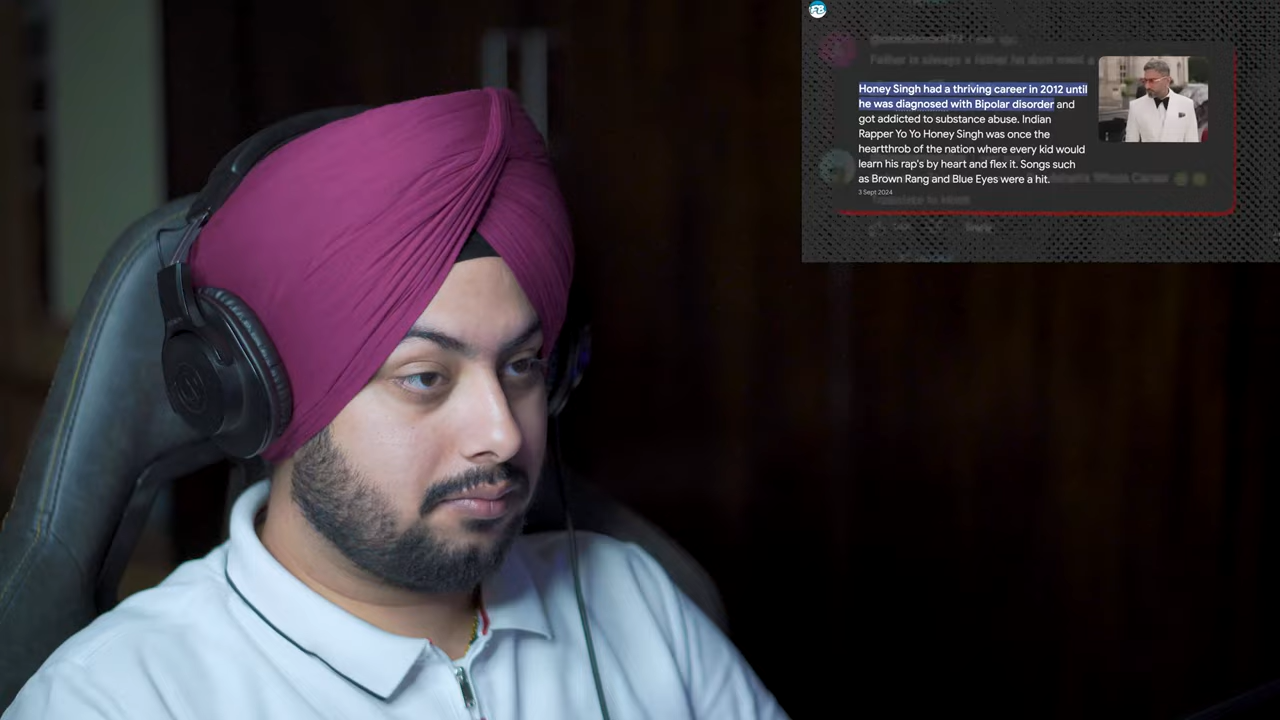 Honey Singh had a thriving career in 2012 until
he was diagnosed with Bipolar disorder and
got addicted to substance abuse. Indian
Rapper Yo Yo Honey Singh was once the
heartthrob of the nation where every kid would
learn his rap's by heart and flex it. Songs such
as Brown Rang and Blue Eyes were a hit.
3 Sept 2024